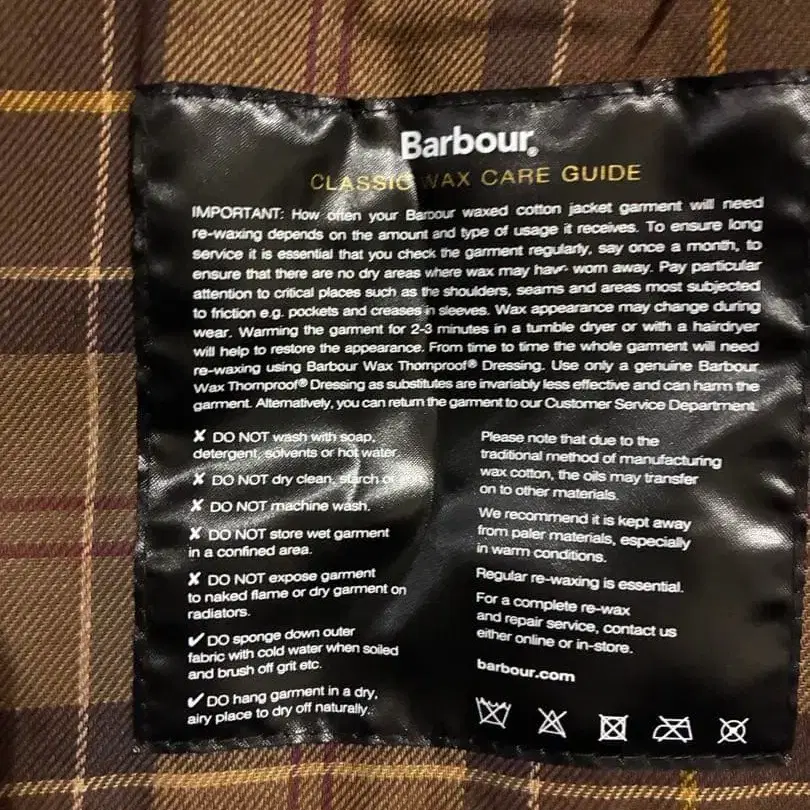 Barbour®
CLASSIC WAX CARE GUIDE
IMPORTANT: How often your Barbour waxed cotton jacket garment will need
re-waxing depends on the amount and type of usage it receives. To ensure long
service it is essential that you check the garment regularly, say once a month, to
ensure that there are no dry areas where wax may have worn away. Pay particular
attention to critical places such as the shoulders, seams and areas most subjected
to friction e.g. pockets and creases in sleeves. Wax appearance may change during
wear. Warming the garment for 2-3 minutes in a tumble dryer or with a hairdryer
will help to restore the appearance. From time to time the whole garment will need
re-waxing using Barbour Wax Thornproof® Dressing. Use only a genuine Barbour
Wax Thornproof® Dressing as substitutes are invariably less effective and can harm the
garment. Alternatively, you can return the garment to our Customer Service Department.
✘ DO NOT wash with soap,
detergent, solvents or hot water.
✘ DO NOT dry clean, starch or
✘ DO NOT machine wash.
✘ DO NOT store wet garment
in a confined area.
✘ DO NOT expose garment
to naked flame or dry garment on
radiators.
✔ DO sponge down outer
fabric with cold water when soiled
and brush off grit etc.
✔ DO hang garment in a dry,
airy place to dry off naturally.
Please note that due to the
traditional method of manufacturing
wax cotton, the oils may transfer
on to other materials.
We recommend it is kept away
from paler materials, especially
in warm conditions.
Regular re-waxing is essential.
For a complete re-wax
and repair service, contact us
either online or in-store.
barbour.com